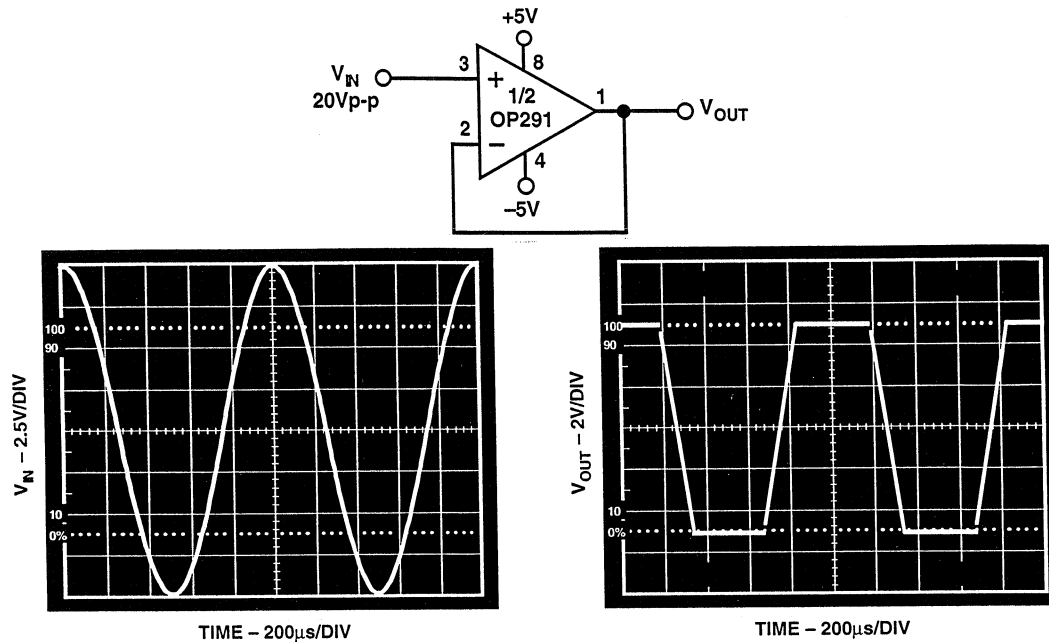 +5V
8
3
V_IN
20Vp-p
+
1/2
OP291
1
V_OUT
2
−
4
–5V
100
90
10
0%
V_IN – 2.5V/DIV
TIME – 200µs/DIV
100
90
10
0%
V_OUT – 2V/DIV
TIME – 200µs/DIV